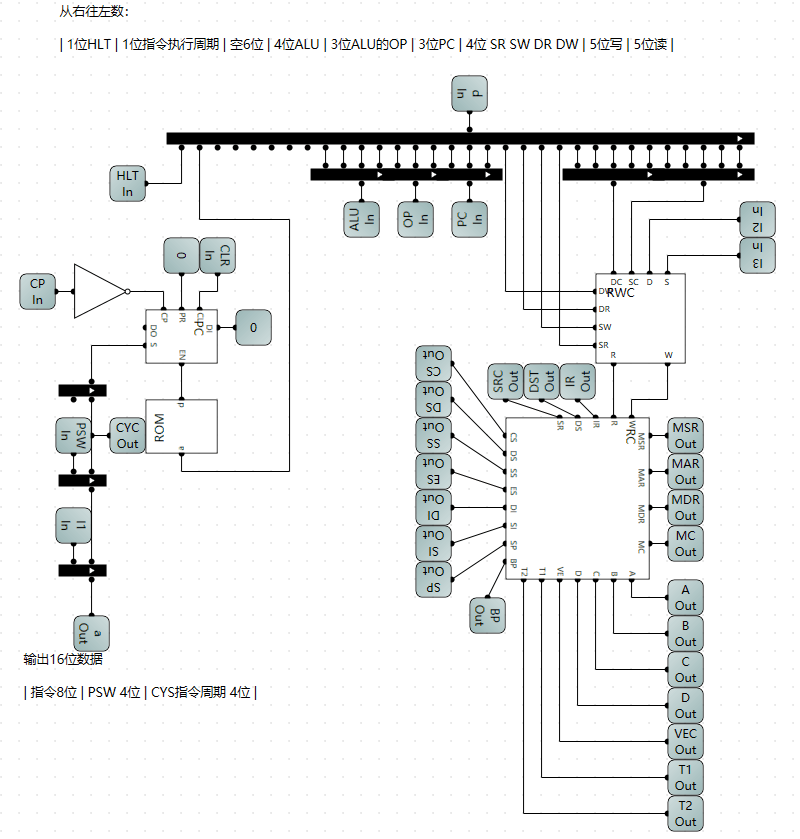 从右往左数：
| 1位HLT | 1位指令执行周期 | 空6位 | 4位ALU | 3位ALU的OP | 3位PC | 4位 SR SW DR DW | 5位写 | 5位读 |
d
In
HLT
In
ALU
In
OP
In
PC
In
I2
In
I3
In
CP
In
0
CLR
In
0
CP
PR
CL
PC
DI
DO
S
EN
DC
SC
D
S
RWC
DW
DR
SW
SR
R
W
p
ROM
a
PSW
In
CYC
Out
I1
In
a
Out
CS
Out
DS
Out
SS
Out
ES
Out
DI
Out
SI
Out
SP
Out
BP
Out
SRC
Out
DST
Out
IR
Out
SR
DS
IR
R
W
RC
CS
DS
SS
ES
DI
SI
SP
BP
MSR
MAR
MDR
MC
T2
T1
VE
D
C
B
A
MSR
Out
MAR
Out
MDR
Out
MC
Out
A
Out
B
Out
C
Out
D
Out
VEC
Out
T1
Out
T2
Out
输出16位数据
| 指令8位 | PSW 4位 | CYS指令周期 4位 |